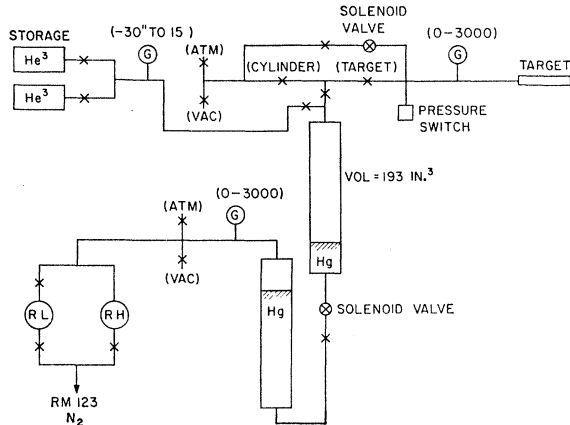 SOLENOID
VALVE
(-30" TO 15)
(ATM)
(0-3000)
STORAGE
G
G
He³
(CYLINDER)
(TARGET)
TARGET
He³
(VAC)
PRESSURE
SWITCH
VOL = 193 IN.³
(0-3000)
(ATM)
G
Hg
(VAC)
Hg
SOLENOID VALVE
RL
RH
RM 123
N₂